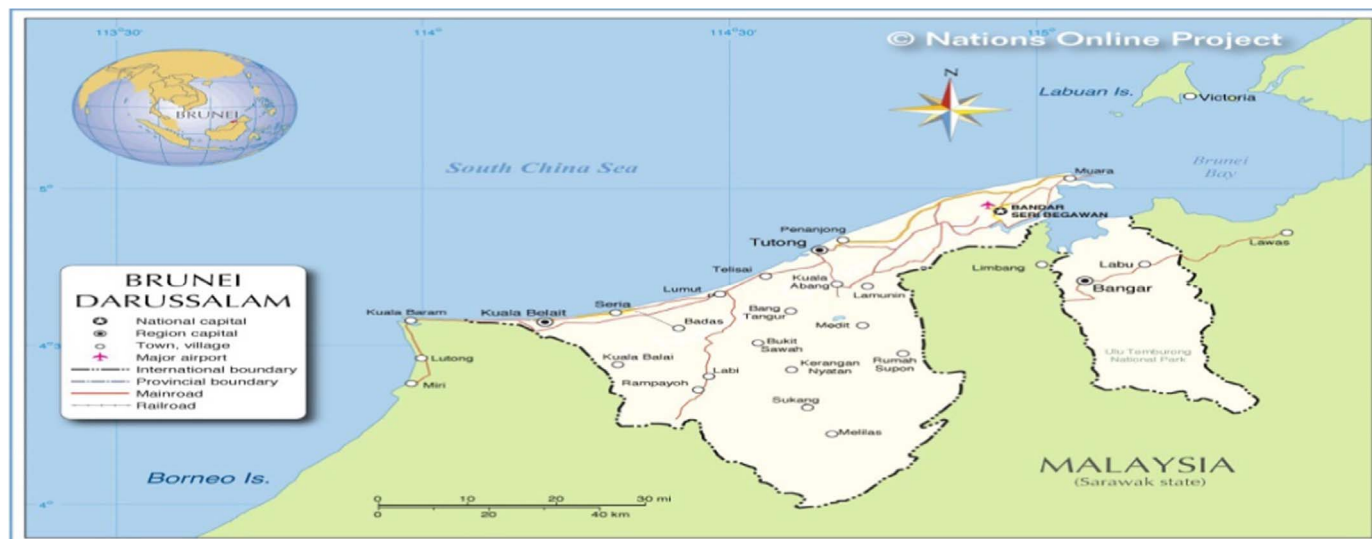 113°30'
114°
114°30'
115°
© Nations Online Project
BRUNEI
N
Labuan Is.
Victoria
South China Sea
Brunei
Bay
5°
Muara
BANDAR
SERI BEGAWAN
Penanjong
Tutong
Lawas
Limbang
Labu
Telisai
Kuala
Abang
Lamunin
Bangar
BRUNEI
DARUSSALAM
National capital
Region capital
Town, village
Major airport
International boundary
Provincial boundary
Mainroad
Railroad
Lumut
Seria
Kuala Baram
Kuala Belait
Badas
Bang
Tangur
Medit
4°30'
Lutong
Kuala Balai
Bukit
Sawah
Kerangan
Nyatan
Rumah
Supon
Ulu Temburong
National Park
Miri
Rampayoh
Labi
Sukang
Melilas
MALAYSIA
(Sarawak state)
Borneo Is.
4°
0 10 20 30 mi
0 20 40 km